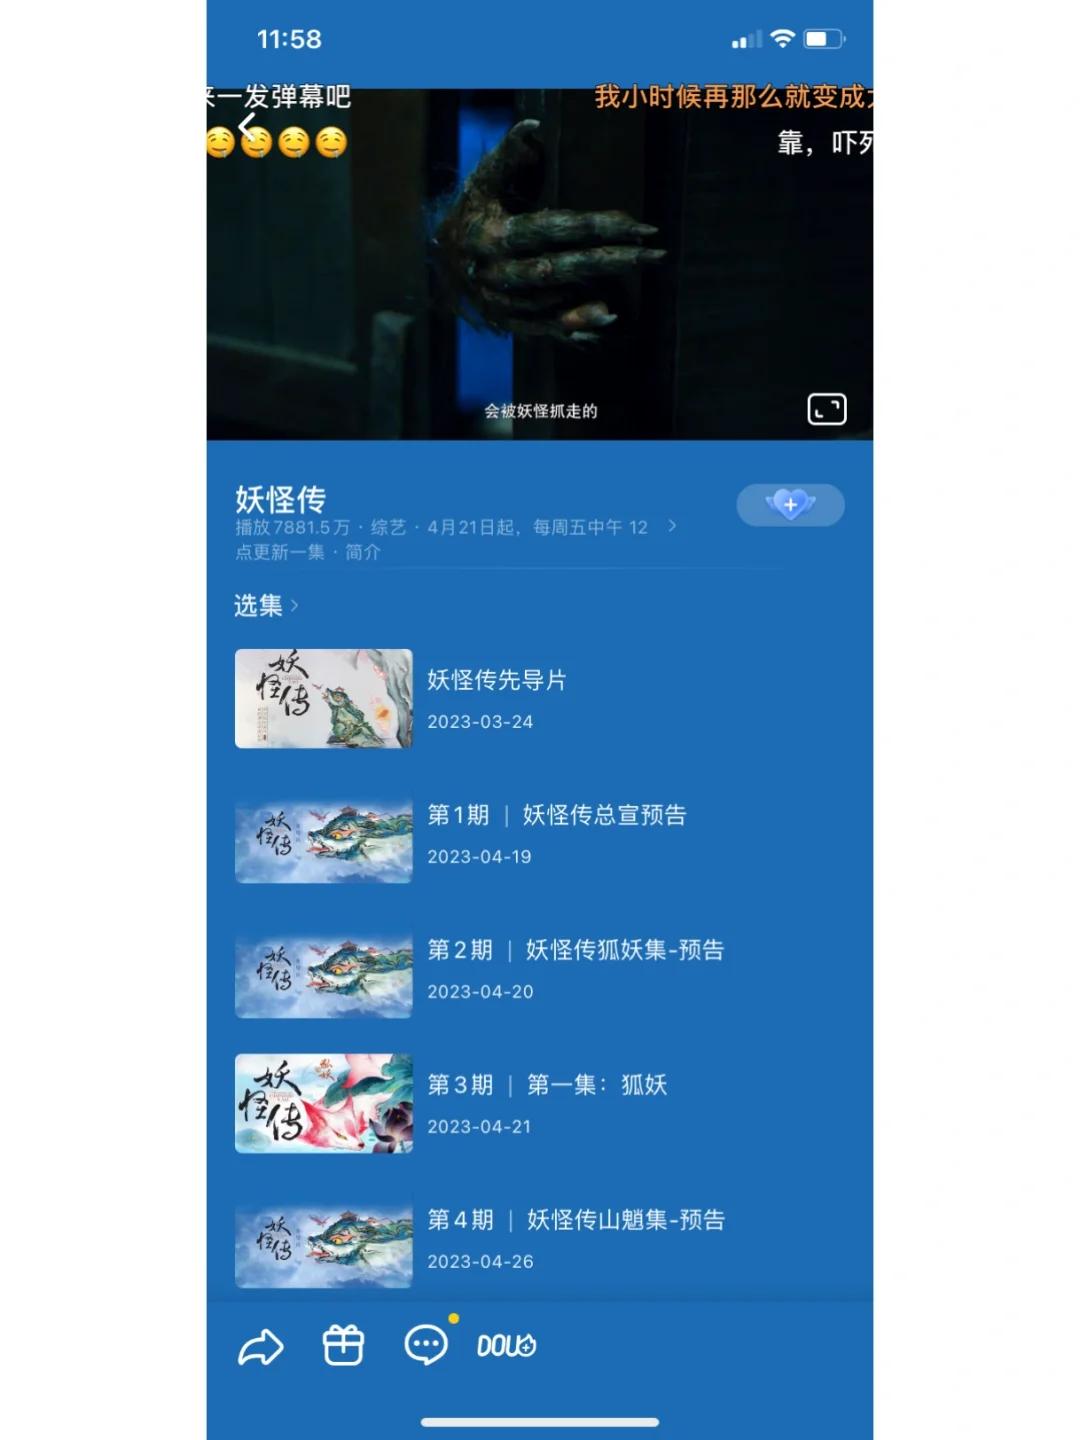 11:58
来一发弹幕吧
我小时候再那么就变成
靠，吓死
会被妖怪抓走的
妖怪传
播放7881.5万 · 综艺 · 4月21日起，每周五中午 12
点更新一集 · 简介
选集
妖怪传
妖怪传先导片
2023-03-24
妖怪传
第1期 | 妖怪传总宣预告
2023-04-19
妖怪传
第2期 | 妖怪传狐妖集-预告
2023-04-20
妖怪传
狐妖
第3期 | 第一集：狐妖
2023-04-21
妖怪传
第4期 | 妖怪传山魈集-预告
2023-04-26
DOU+